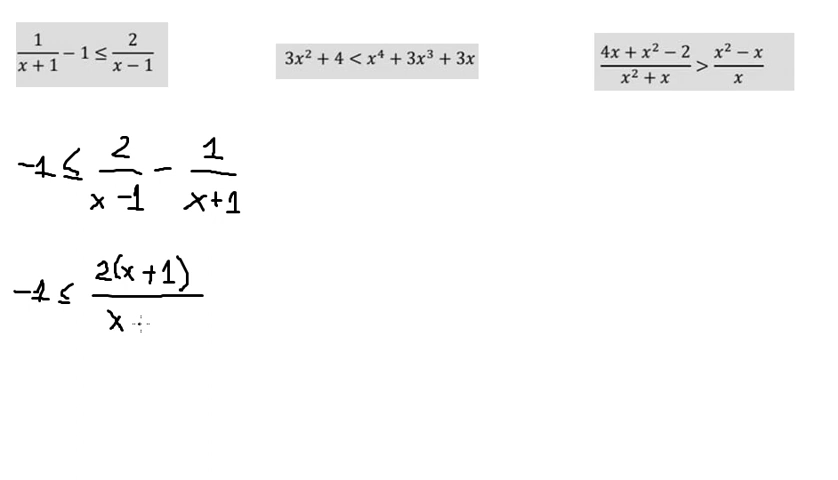 1/(x + 1) − 1 ≤ 2/(x − 1)
3x² + 4 < x⁴ + 3x³ + 3x
(4x + x² − 2)/(x² + x) > (x² − x)/x
-1 ≤ 2/(x -1) - 1/(x+1)
-1 ≤ 2(x+1)/x